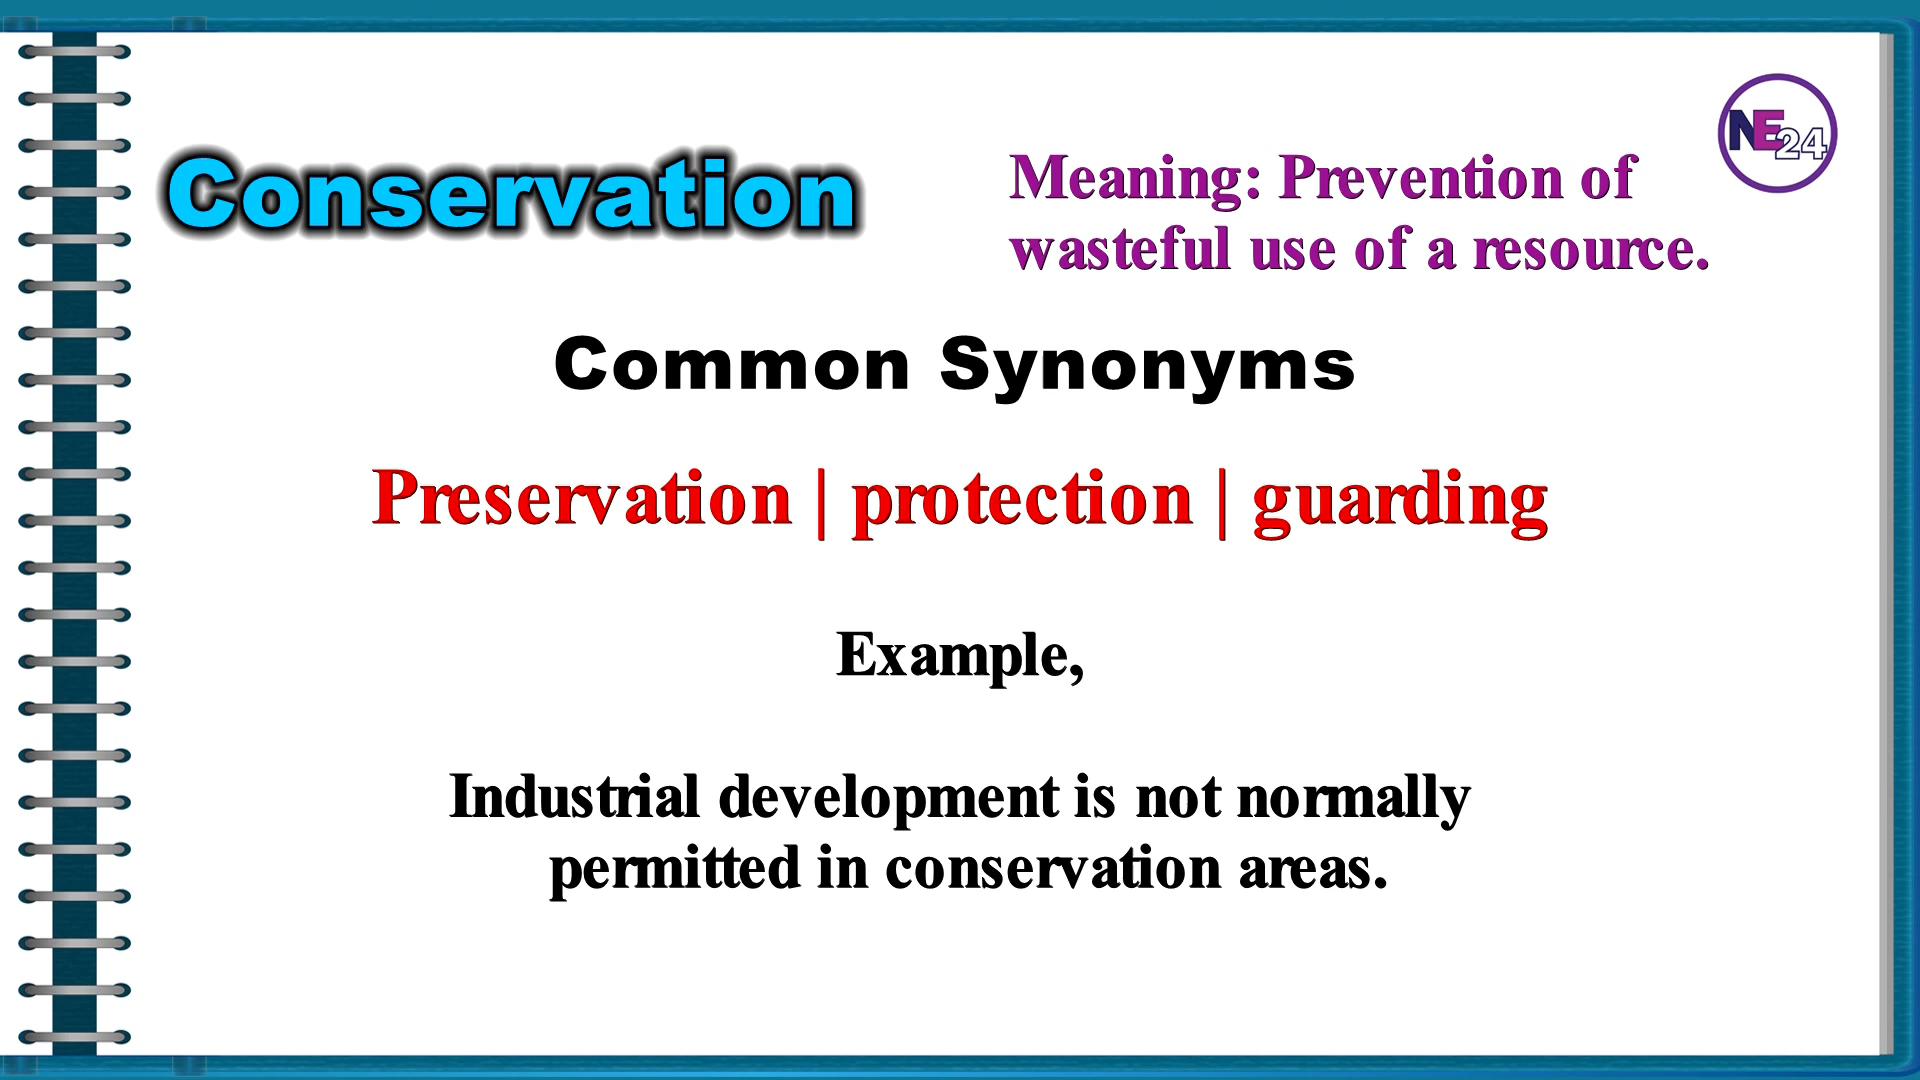 NE24
Conservation
Meaning: Prevention of
wasteful use of a resource.
Common Synonyms
Preservation | protection | guarding
Example,
Industrial development is not normally
permitted in conservation areas.